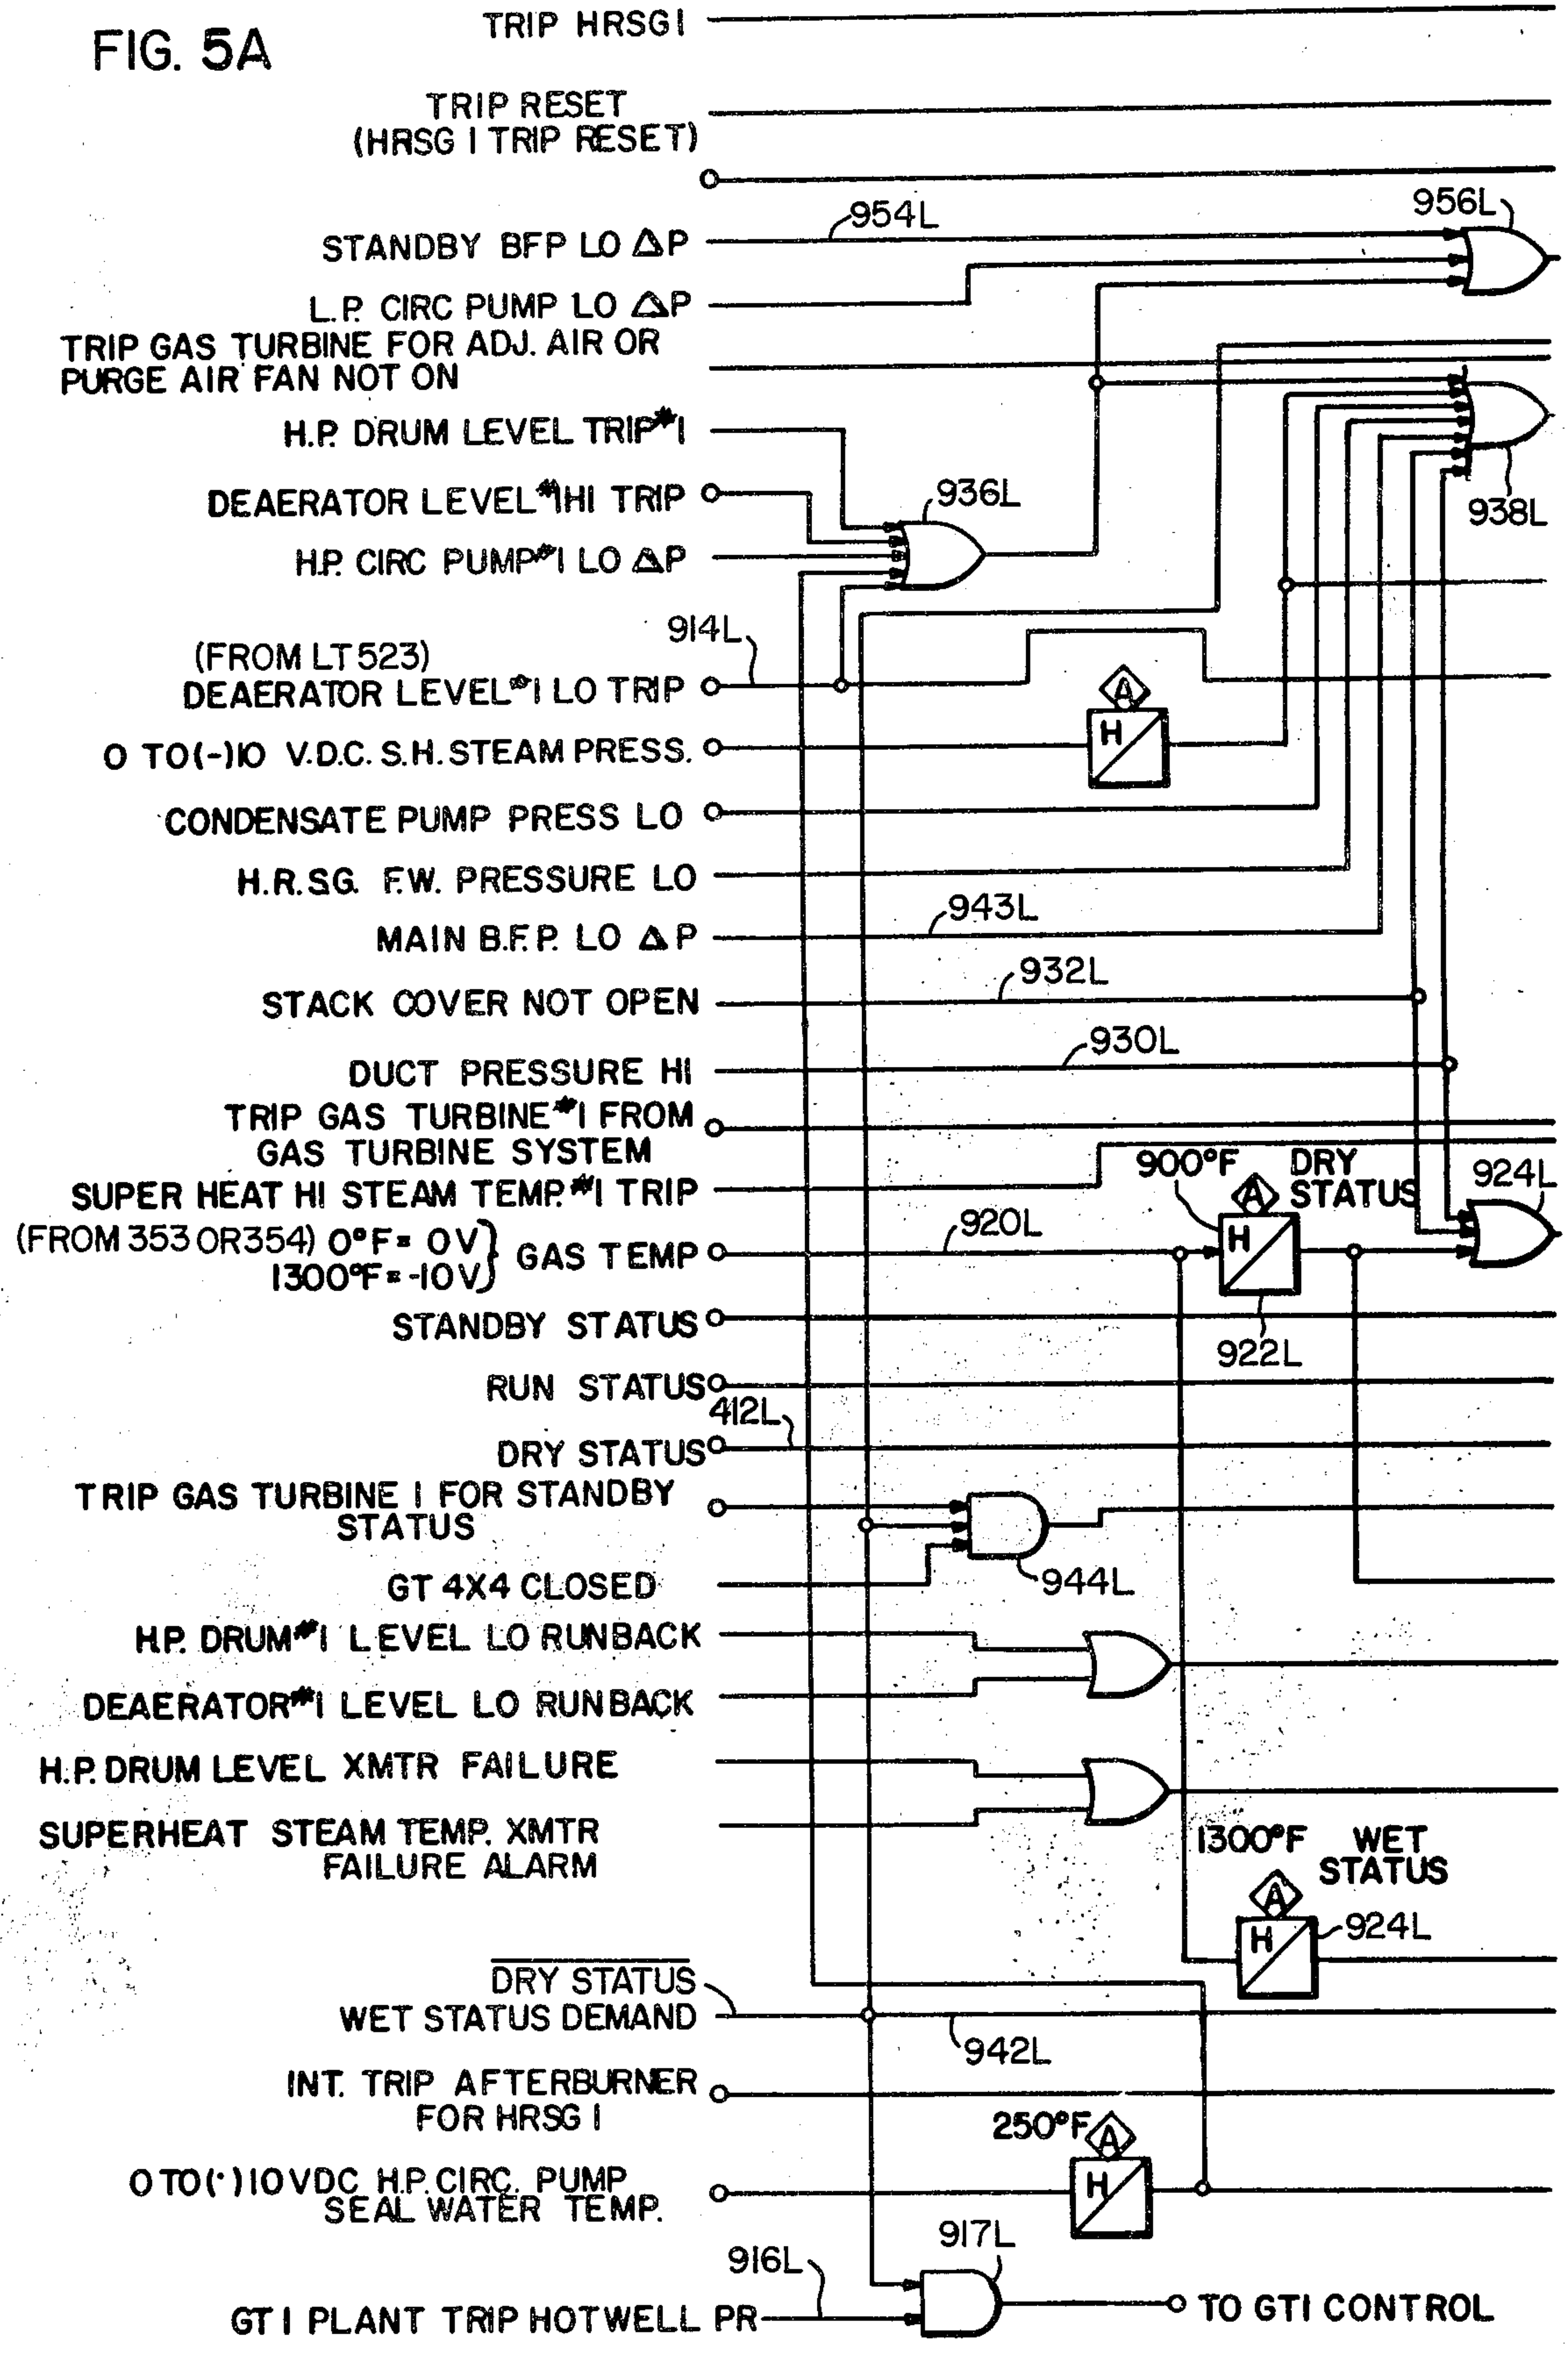 FIG. 5A
TRIP HRSG I
TRIP RESET
(HRSG I TRIP RESET)
954L
956L
STANDBY BFP LO ΔP
L.P. CIRC PUMP LO ΔP
TRIP GAS TURBINE FOR ADJ. AIR OR
PURGE AIR FAN NOT ON
H.P. DRUM LEVEL TRIP #1
936L
DEAERATOR LEVEL #1 HI TRIP
938L
H.P. CIRC PUMP #1 LO ΔP
914L
(FROM LT 523)
DEAERATOR LEVEL #1 LO TRIP
A
H
0 TO (-)10 V.D.C. S.H. STEAM PRESS.
CONDENSATE PUMP PRESS LO
H.R.S.G. F.W. PRESSURE LO
943L
MAIN B.F.P. LO ΔP
932L
STACK COVER NOT OPEN
930L
DUCT PRESSURE HI
TRIP GAS TURBINE #1 FROM
GAS TURBINE SYSTEM
900°F
DRY
STATUS
924L
A
SUPER HEAT HI STEAM TEMP. #1 TRIP
(FROM 353 OR 354) 0°F = 0V
1300°F = -10V
GAS TEMP
920L
H
922L
STANDBY STATUS
RUN STATUS
412L
DRY STATUS
TRIP GAS TURBINE I FOR STANDBY
STATUS
944L
GT 4X4 CLOSED
H.P. DRUM #1 LEVEL LO RUNBACK
DEAERATOR #1 LEVEL LO RUNBACK
H.P. DRUM LEVEL XMTR FAILURE
SUPERHEAT STEAM TEMP. XMTR
FAILURE ALARM
1300°F
WET
STATUS
A
H
924L
DRY STATUS
WET STATUS DEMAND
942L
INT. TRIP AFTERBURNER
FOR HRSG I
250°F
A
H
0 TO (-)10VDC H.P. CIRC. PUMP
SEAL WATER TEMP.
917L
916L
GT I PLANT TRIP HOTWELL PR
TO GTI CONTROL